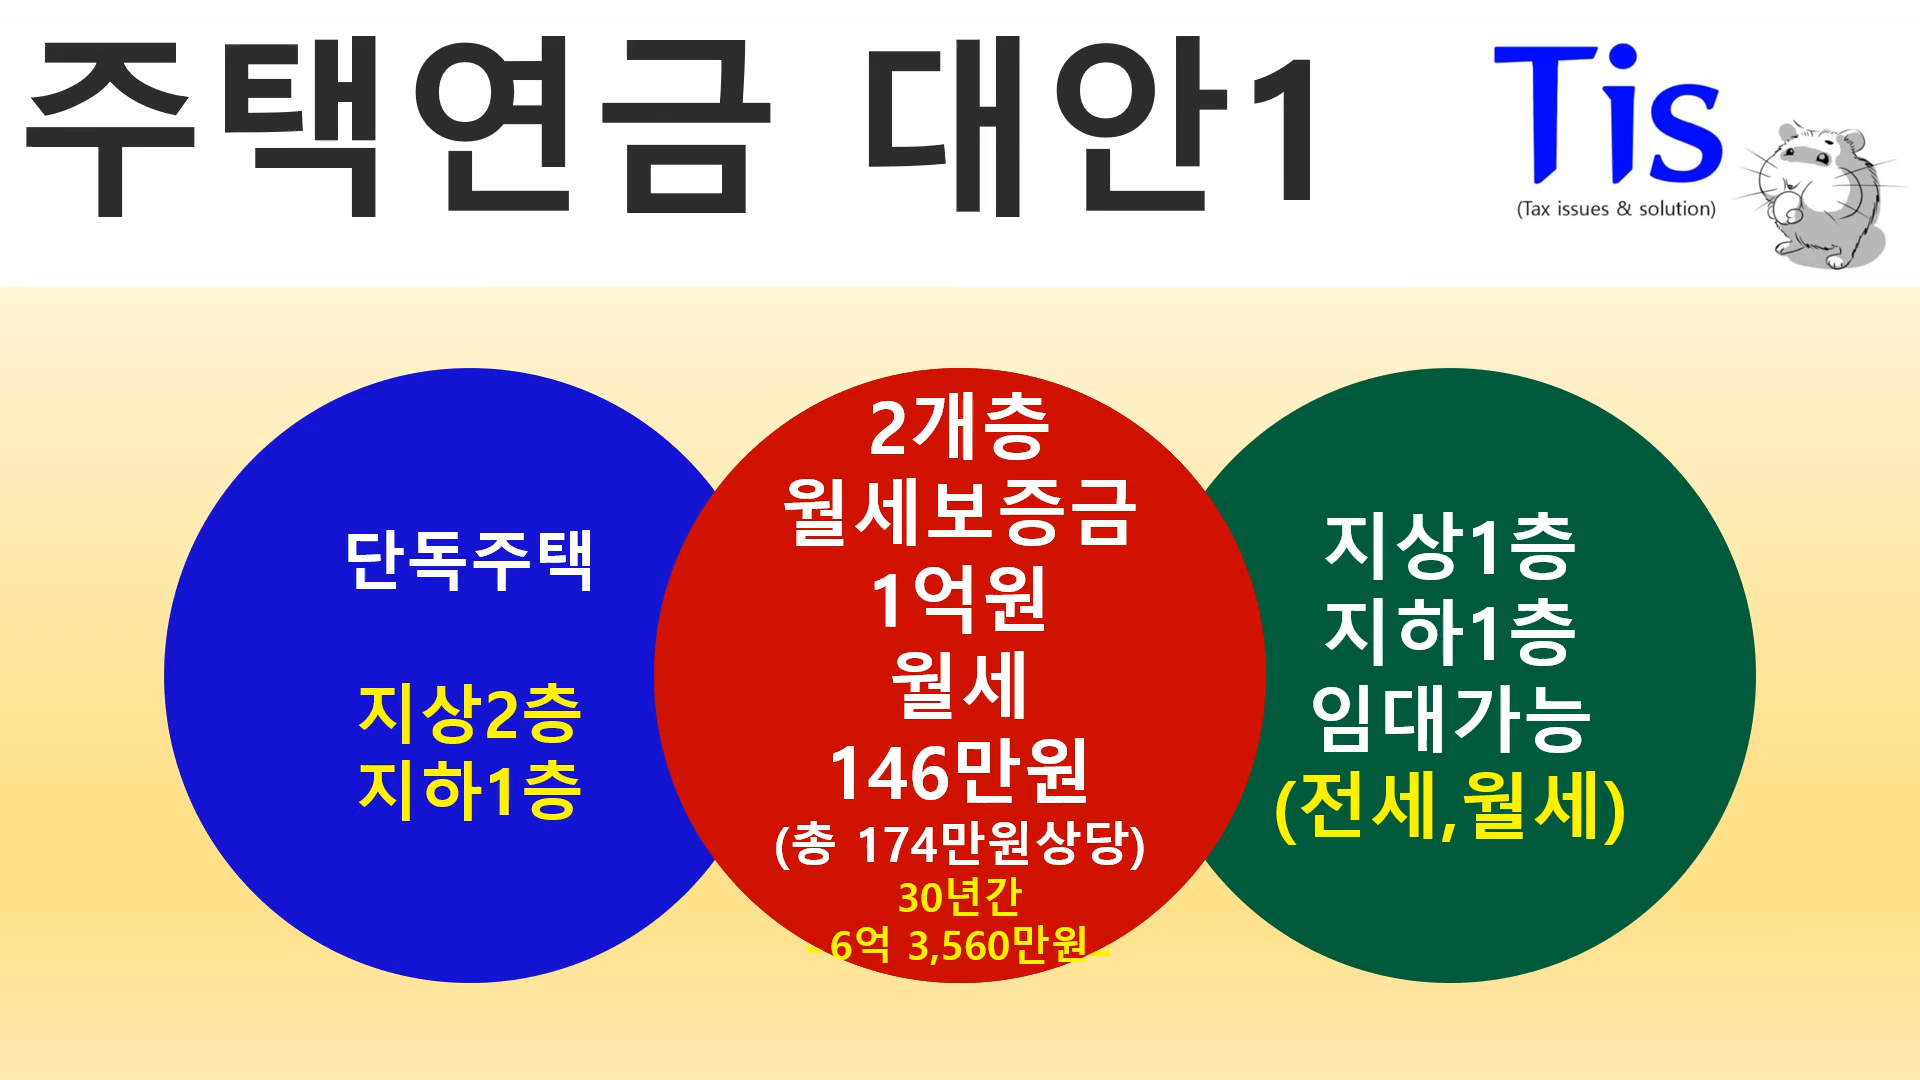 주택연금 대안1
Tis
(Tax issues & solution)
단독주택
지상2층
지하1층
2개층
월세보증금
1억원
월세
146만원
(총 174만원상당)
30년간
-6억 3,560만원-
지상1층
지하1층
임대가능
(전세,월세)